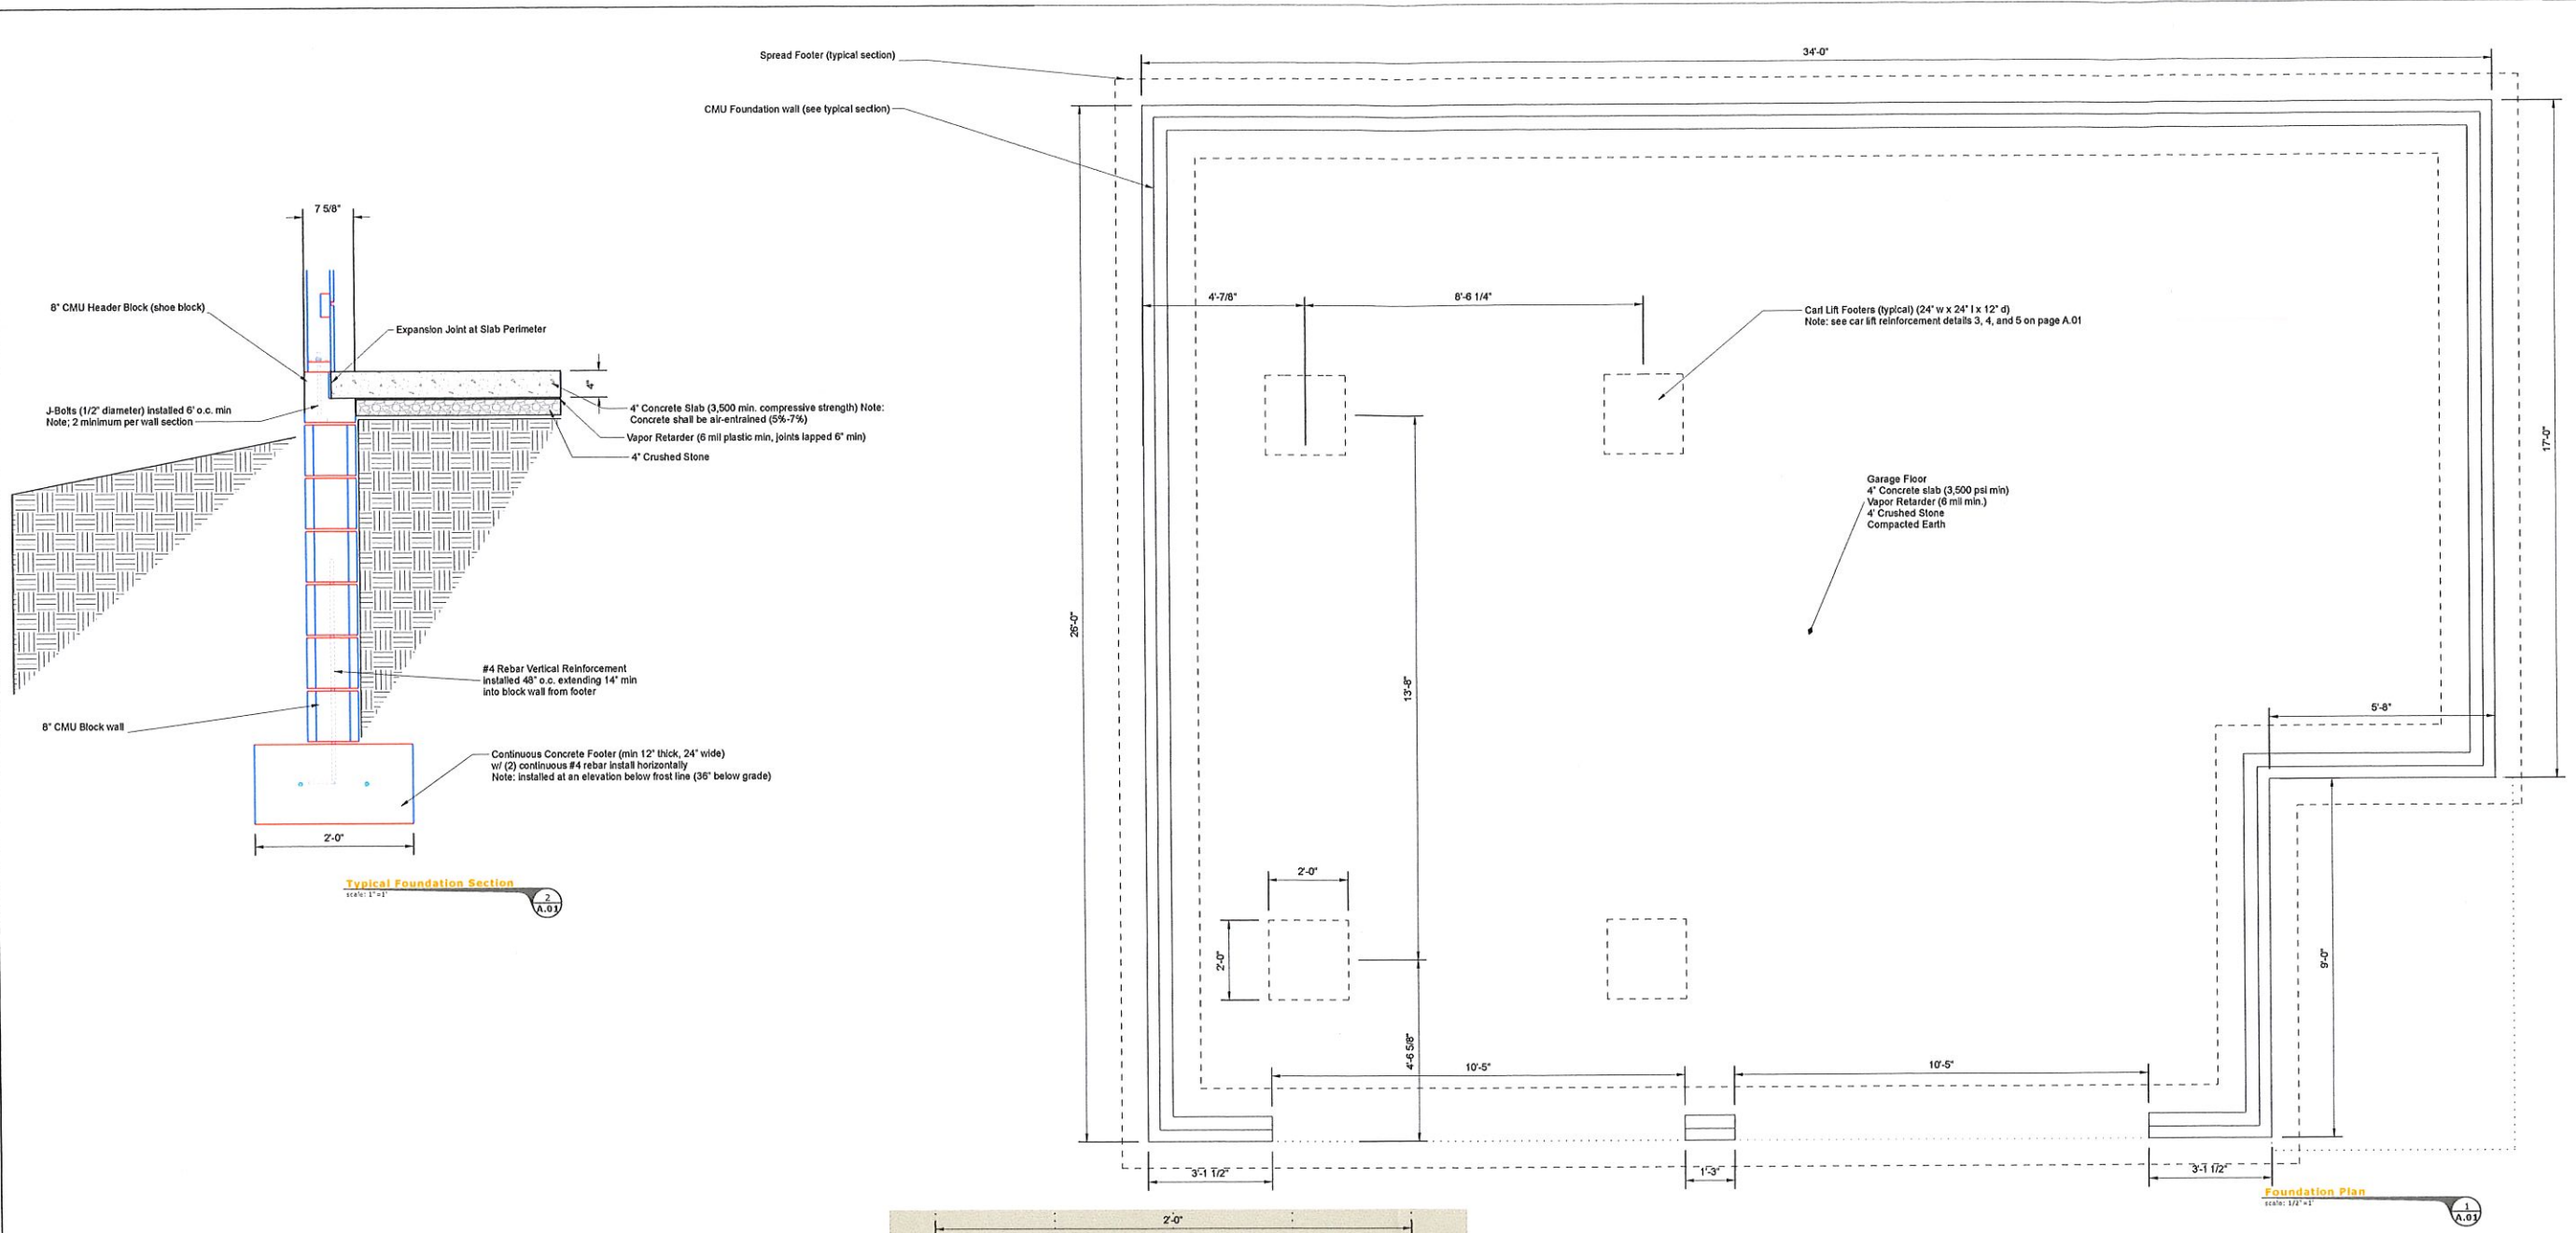 Spread Footer (typical section)
CMU Foundation wall (see typical section)
34'-0"
7 5/8"
8" CMU Header Block (shoe block)
Expansion Joint at Slab Perimeter
4"
J-Bolts (1/2" diameter) installed 6' o.c. min
Note; 2 minimum per wall section
4" Concrete Slab (3,500 min. compressive strength) Note:
Concrete shall be air-entrained (5%-7%)
Vapor Retarder (6 mil plastic min, joints lapped 6" min)
4" Crushed Stone
#4 Rebar Vertical Reinforcement
installed 48" o.c. extending 14" min
into block wall from footer
8" CMU Block wall
Continuous Concrete Footer (min 12" thick, 24" wide)
w/ (2) continuous #4 rebar install horizontally
Note: installed at an elevation below frost line (36" below grade)
2'-0"
Typical Foundation Section
scale: 1"=1'
2
A.01
4'-7/8"
8'-6 1/4"
Carl Lift Footers (typical) (24" w x 24" l x 12" d)
Note: see car lift reinforcement details 3, 4, and 5 on page A.01
17'-0"
Garage Floor
4" Concrete slab (3,500 psi min)
Vapor Retarder (6 mil min.)
4' Crushed Stone
Compacted Earth
26'-0"
13'-8"
5'-8"
2'-0"
2'-0"
9'-0"
4'-6 5/8"
10'-5"
10'-5"
3'-1 1/2"
1'-3"
3'-1 1/2"
Foundation Plan
scale: 1/2"=1'
1
A.01
2'-0"